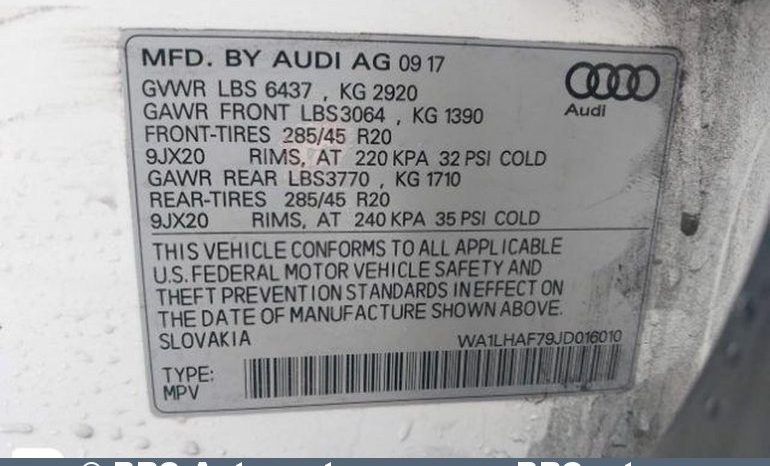 MFD. BY AUDI AG 09 17
GVWR LBS 6437 , KG 2920
GAWR FRONT LBS3064 , KG 1390
FRONT-TIRES 285/45 R20
9JX20 RIMS, AT 220 KPA 32 PSI COLD
GAWR REAR LBS3770 , KG 1710
REAR-TIRES 285/45 R20
9JX20 RIMS, AT 240 KPA 35 PSI COLD
Audi
THIS VEHICLE CONFORMS TO ALL APPLICABLE
U.S. FEDERAL MOTOR VEHICLE SAFETY AND
THEFT PREVENTION STANDARDS IN EFFECT ON
THE DATE OF MANUFACTURE SHOWN ABOVE.
SLOVAKIA WA1LHAF79JD016010
TYPE:
MPV